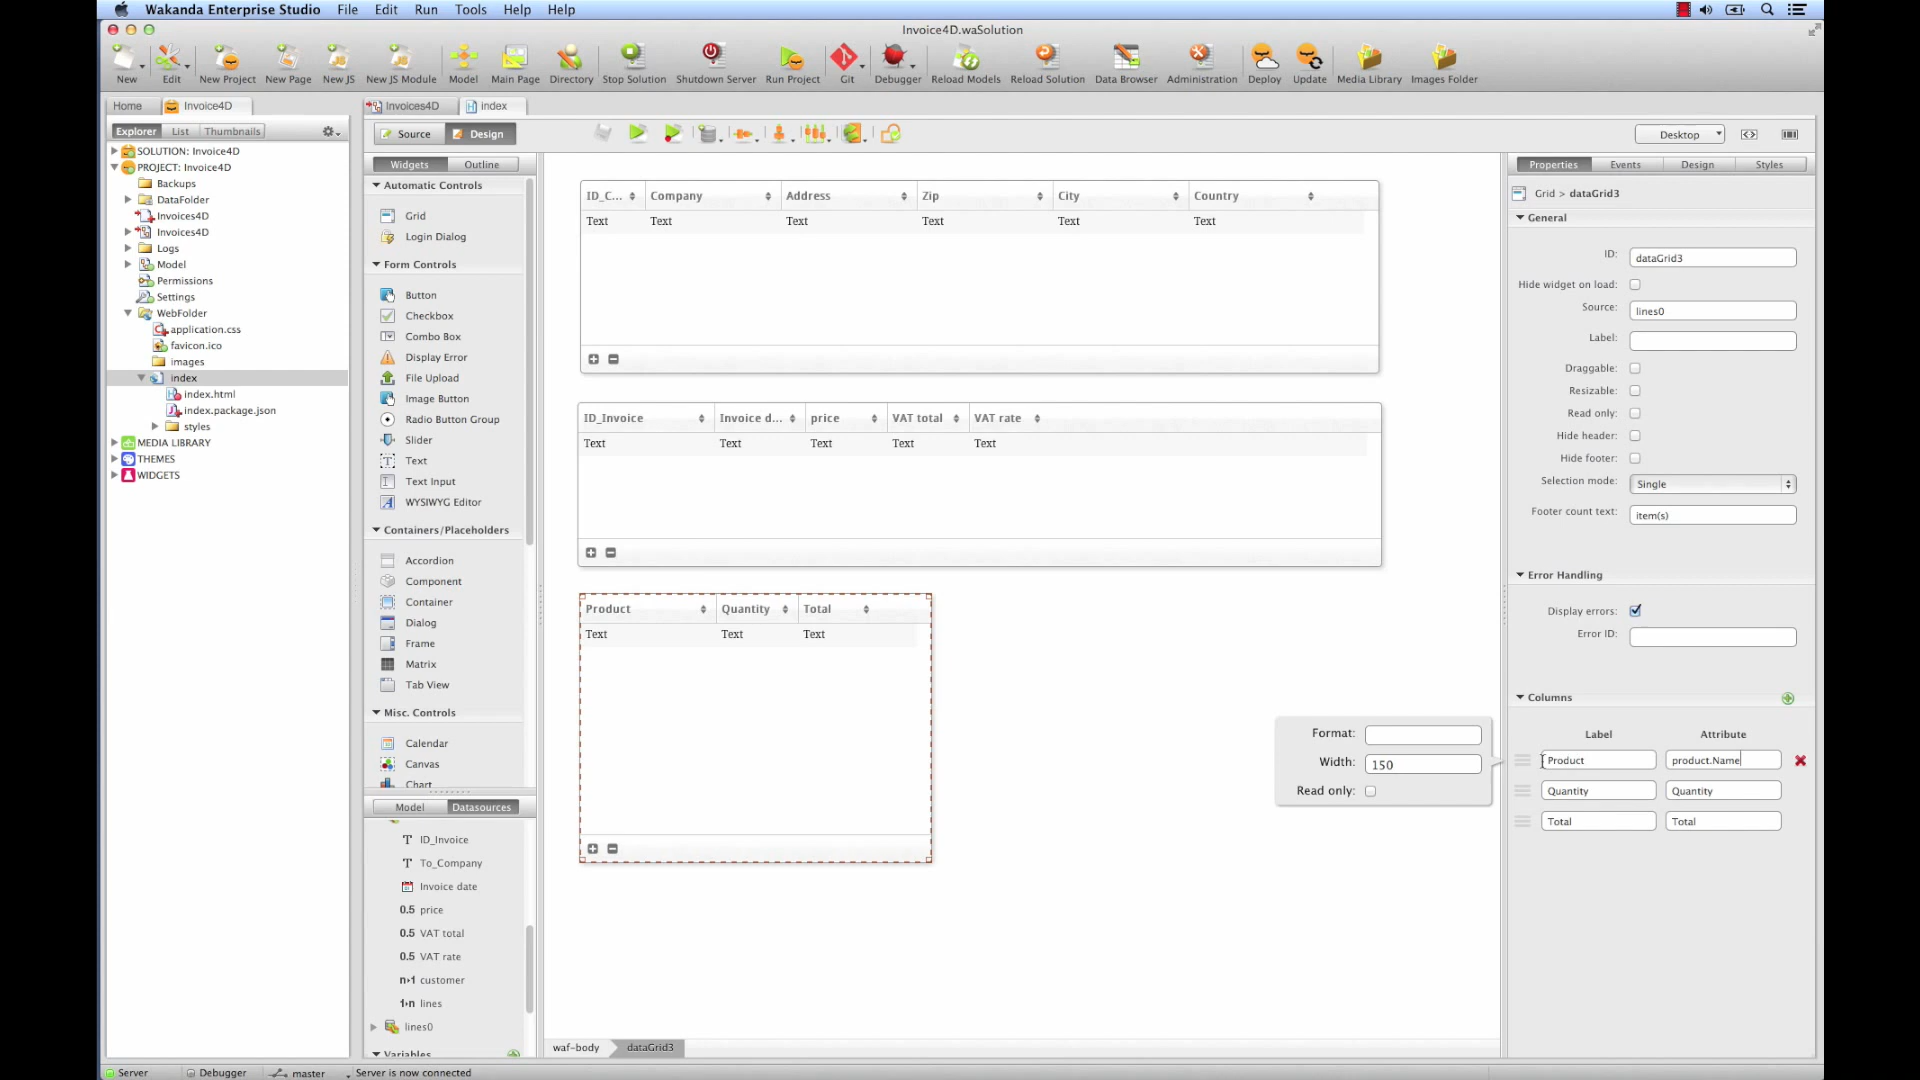 Wakanda Enterprise Studio File Edit Run Tools Help Help
Invoice4D.waSolution
New Edit New Project New Page New JS New JS Module Model Main Page Directory Stop Solution Shutdown Server Run Project Git Debugger Reload Models Reload Solution Data Browser Administration Deploy Update Media Library Images Folder
Home Invoice4D Invoices4D index
Explorer List Thumbnails
SOLUTION: Invoice4D
PROJECT: Invoice4D
Backups
DataFolder
Invoices4D
Invoices4D
Logs
Model
Permissions
Settings
WebFolder
application.css
favicon.ico
images
index
index.html
index.package.json
styles
MEDIA LIBRARY
THEMES
WIDGETS
Source Design
Desktop
Widgets Outline
Automatic Controls
Grid
Login Dialog
Form Controls
Button
Checkbox
Combo Box
Display Error
File Upload
Image Button
Radio Button Group
Slider
Text
Text Input
WYSIWYG Editor
Containers/Placeholders
Accordion
Component
Container
Dialog
Frame
Matrix
Tab View
Misc. Controls
Calendar
Canvas
Chart
Model Datasources
T ID_Invoice
T To_Company
Invoice date
0.5 price
0.5 VAT total
0.5 VAT rate
n›1 customer
1›n lines
lines0
Variables
ID_C... Company Address Zip City Country
Text Text Text Text Text Text
ID_Invoice Invoice d... price VAT total VAT rate
Text Text Text Text Text
Product Quantity Total
Text Text Text
waf-body dataGrid3
Format:
Width: 150
Read only:
Properties Events Design Styles
Grid > dataGrid3
General
ID: dataGrid3
Hide widget on load:
Source: lines0
Label:
Draggable:
Resizable:
Read only:
Hide header:
Hide footer:
Selection mode: Single
Footer count text: item(s)
Error Handling
Display errors:
Error ID:
Columns
Label Attribute
Product product.Name
Quantity Quantity
Total Total
Server Debugger master Server is now connected